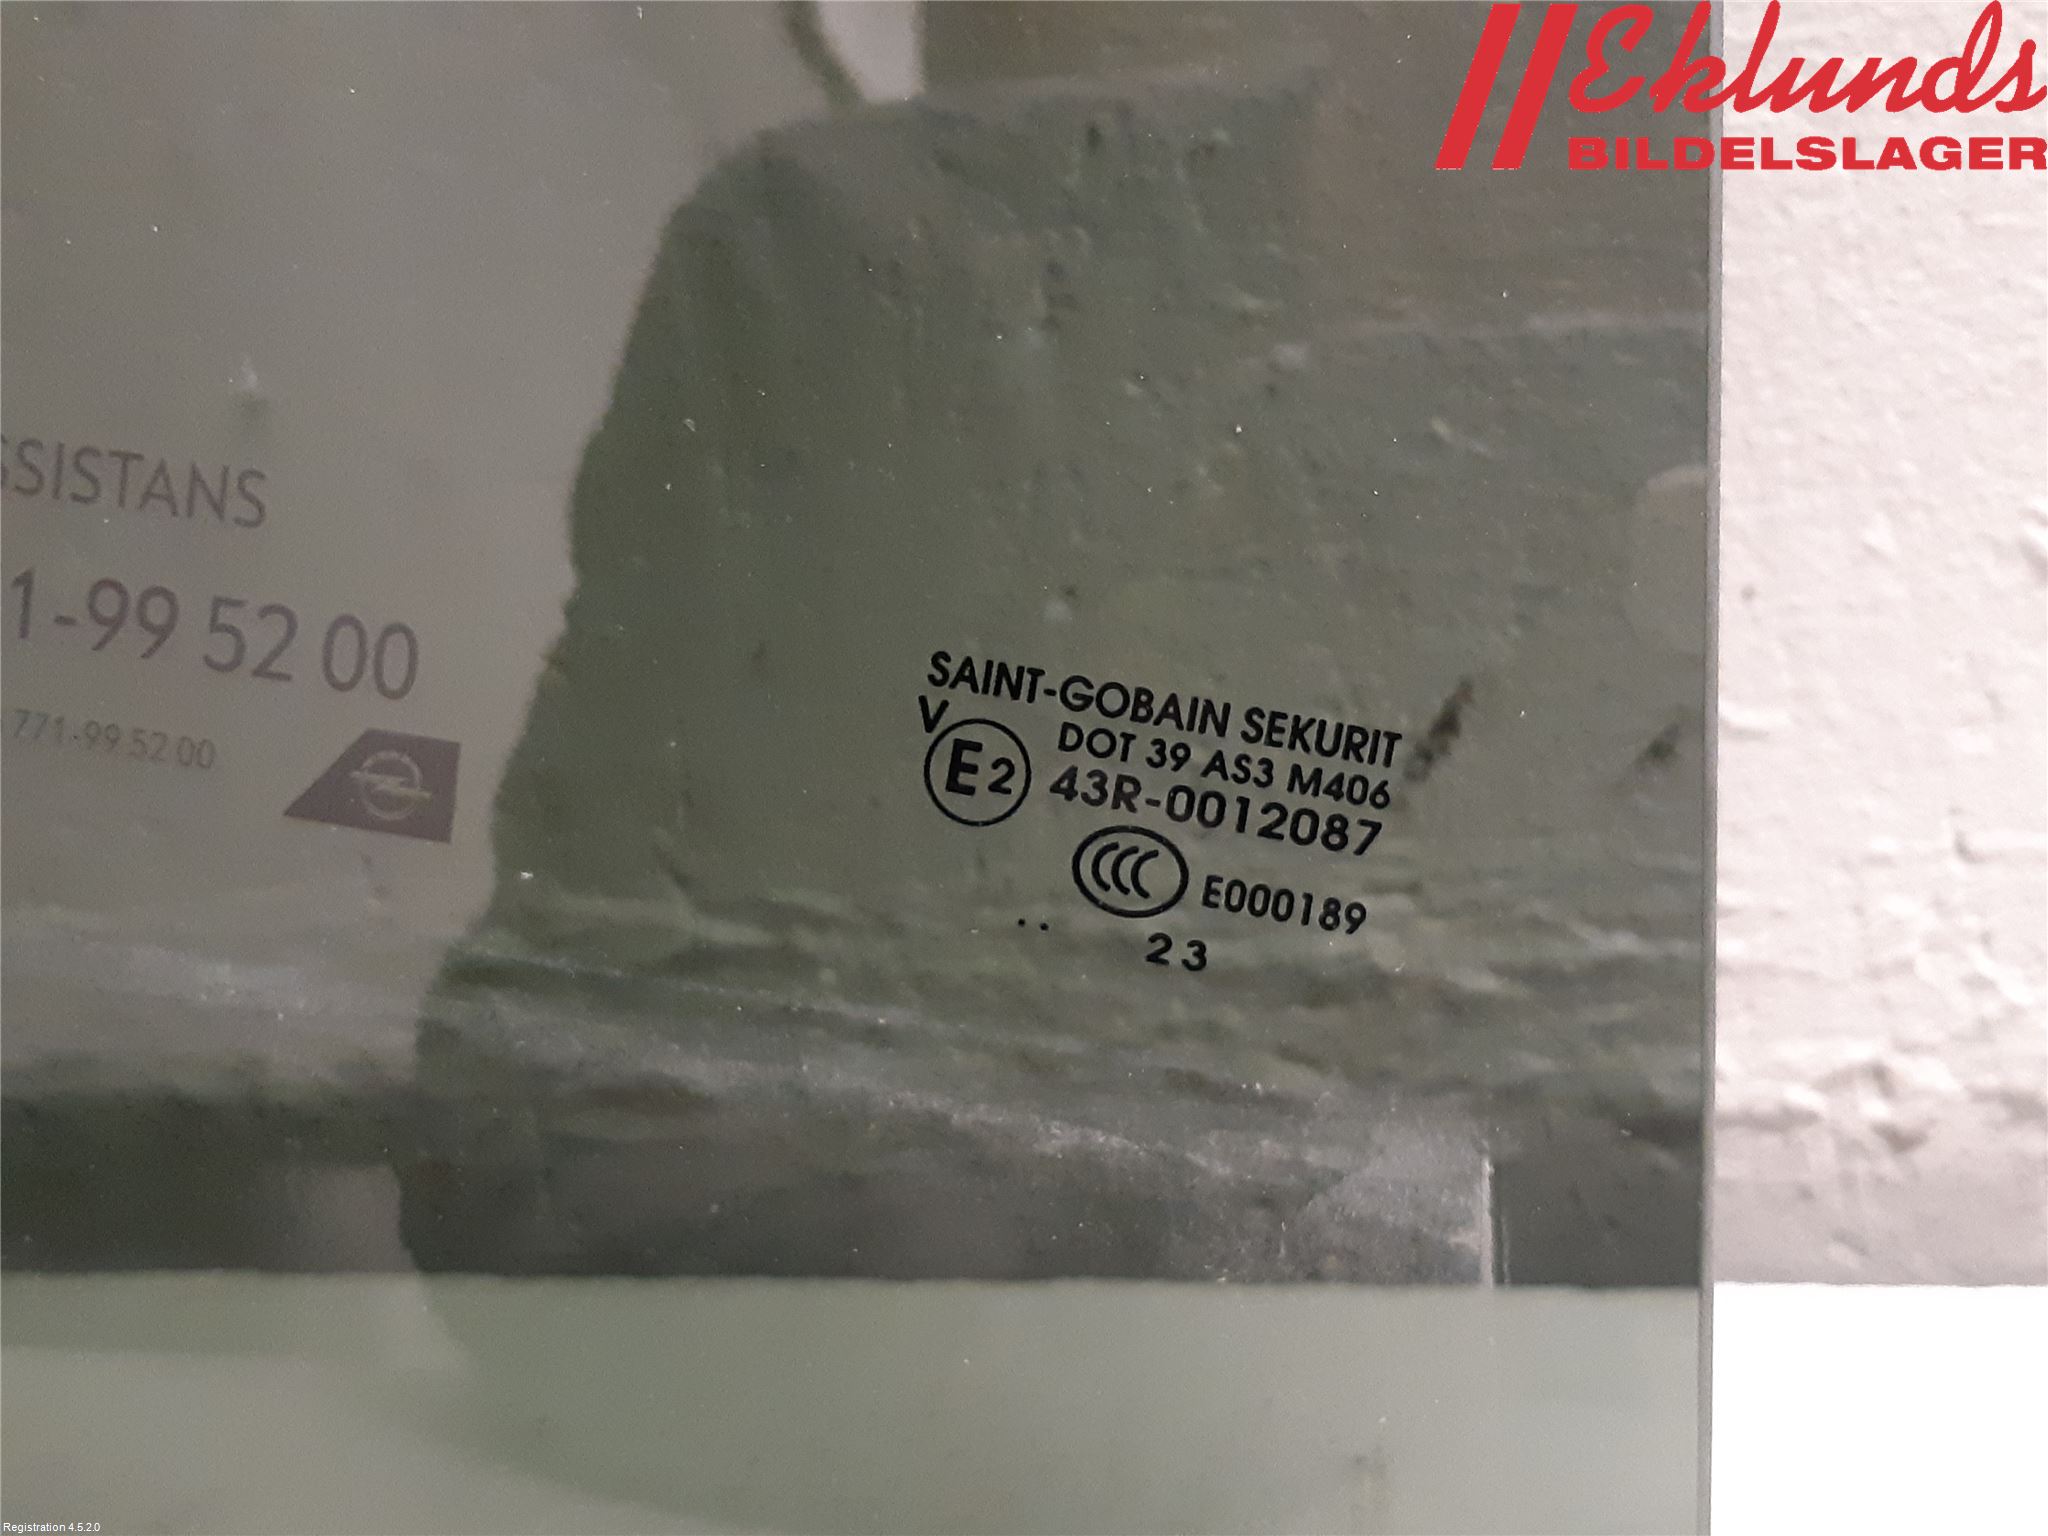 Eklunds
BILDELSLAGER
SSISTANS
1-99 52 00
771-99 52 00
SAINT-GOBAIN SEKURIT
V
DOT 39 AS3 M406
E2 43R-0012087
CCC E000189
.. 23
Registration 4.5.2.0